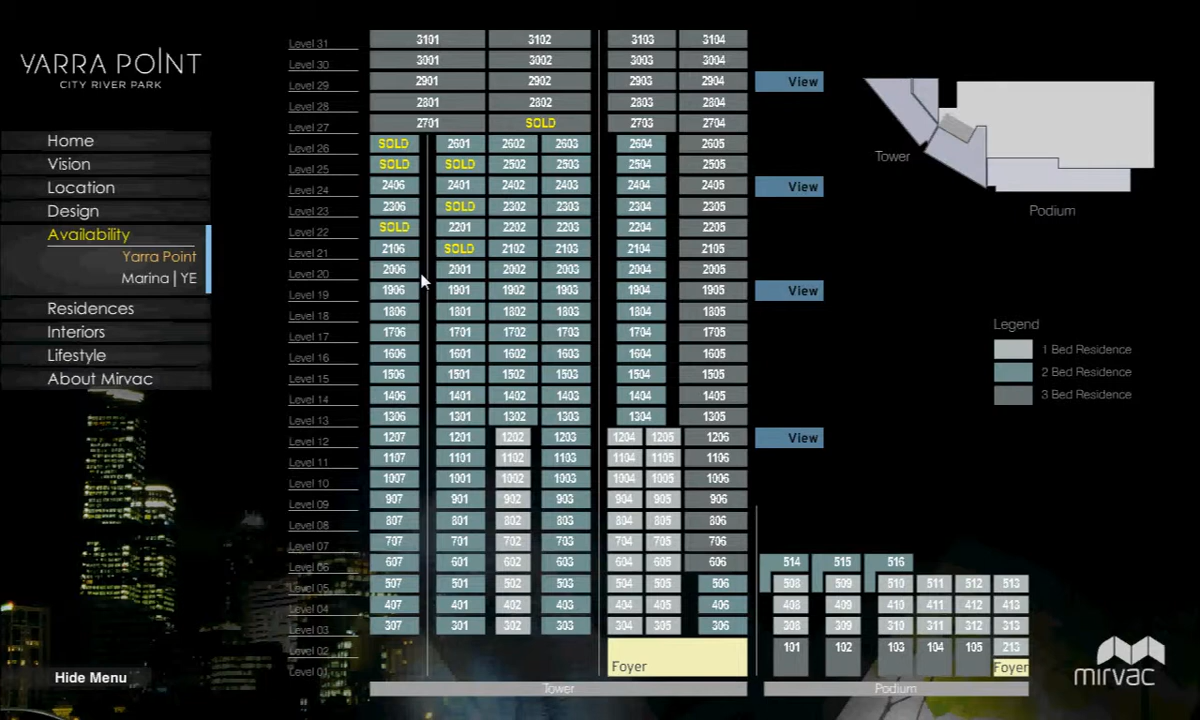 YARRA POINT
CITY RIVER PARK
Home
Vision
Location
Design
Availability
Yarra Point
Marina | YE
Residences
Interiors
Lifestyle
About Mirvac
Hide Menu
Level 31 3101 3102 3103 3104
Level 30 3001 3002 3003 3004
Level 29 2901 2902 2903 2904 View
Level 28 2801 2802 2803 2804
Level 27 2701 SOLD 2703 2704
Level 26 SOLD 2601 2602 2603 2604 2605
Level 25 SOLD SOLD 2502 2503 2504 2505
Level 24 2406 2401 2402 2403 2404 2405 View
Level 23 2306 SOLD 2302 2303 2304 2305
Level 22 SOLD 2201 2202 2203 2204 2205
Level 21 2106 SOLD 2102 2103 2104 2105
Level 20 2006 2001 2002 2003 2004 2005
Level 19 1906 1901 1902 1903 1904 1905 View
Level 18 1806 1801 1802 1803 1804 1805
Level 17 1706 1701 1702 1703 1704 1705
Level 16 1606 1601 1602 1603 1604 1605
Level 15 1506 1501 1502 1503 1504 1505
Level 14 1406 1401 1402 1403 1404 1405
Level 13 1306 1301 1302 1303 1304 1305
Level 12 1207 1201 1202 1203 1204 1205 1206 View
Level 11 1107 1101 1102 1103 1104 1105 1106
Level 10 1007 1001 1002 1003 1004 1005 1006
Level 09 907 901 902 903 904 905 906
Level 08 807 801 802 803 804 805 806
Level 07 707 701 702 703 704 705 706
Level 06 607 601 602 603 604 605 606 514 515 516
Level 05 507 501 502 503 504 505 506 508 509 510 511 512 513
Level 04 407 401 402 403 404 405 406 408 409 410 411 412 413
Level 03 307 301 302 303 304 305 306 308 309 310 311 312 313
Level 02 101 102 103 104 105 213
Level 01 Foyer Foyer
Tower Podium
Tower
Podium
Legend
1 Bed Residence
2 Bed Residence
3 Bed Residence
mirvac